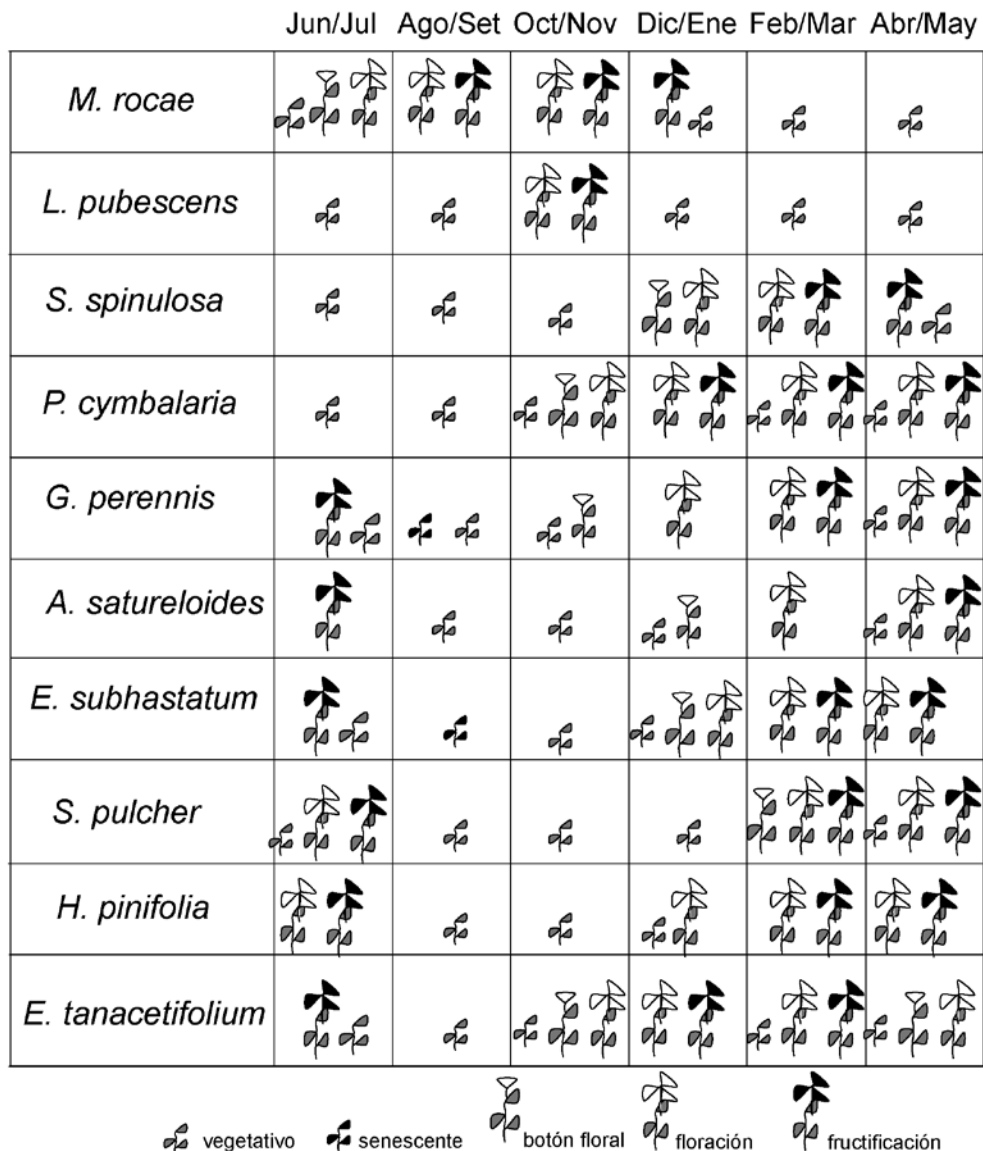 Jun/Jul Ago/Set Oct/Nov Dic/Ene Feb/Mar Abr/May
M. rocae
L. pubescens
S. spinulosa
P. cymbalaria
G. perennis
A. satureloides
E. subhastatum
S. pulcher
H. pinifolia
E. tanacetifolium
vegetativo senescente botón floral floración fructificación